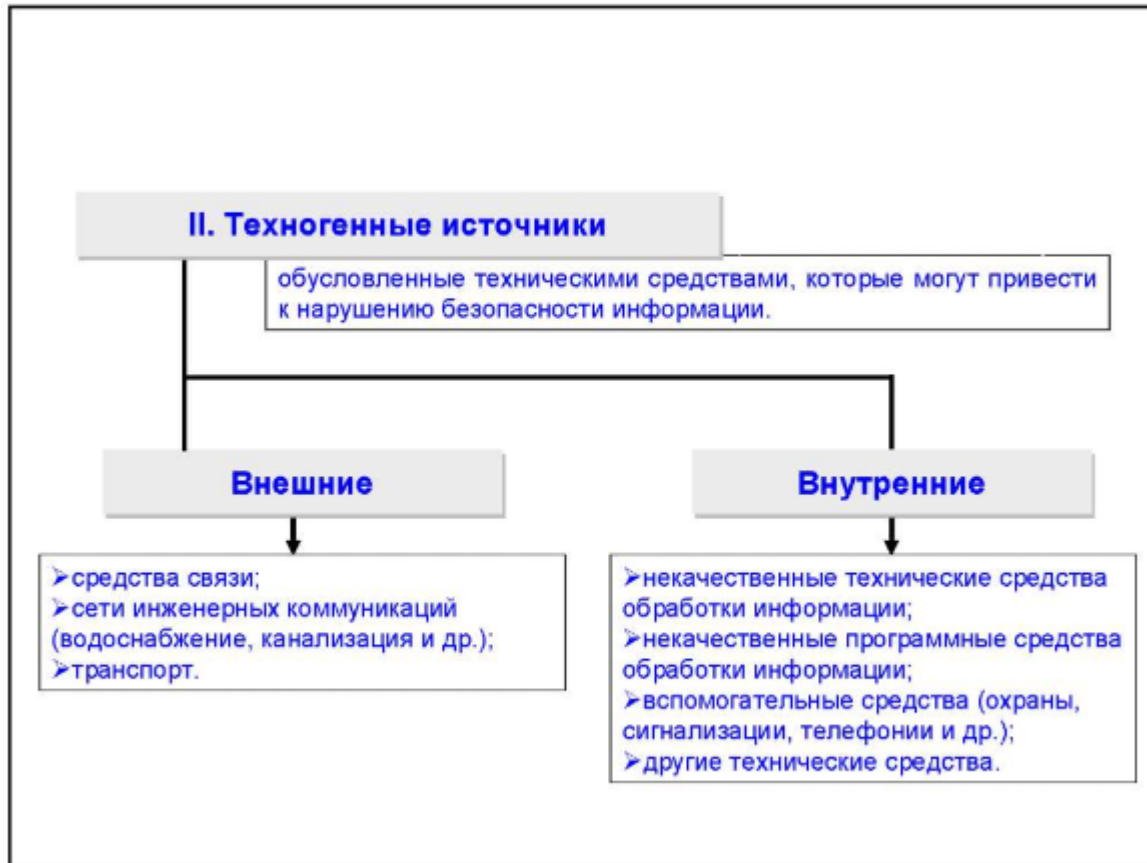 II. Техногенные источники
обусловленные техническими средствами, которые могут привести
к нарушению безопасности информации.
Внешние
➢средства связи;
➢сети инженерных коммуникаций
(водоснабжение, канализация и др.);
➢транспорт.
Внутренние
➢некачественные технические средства
обработки информации;
➢некачественные программные средства
обработки информации;
➢вспомогательные средства (охраны,
сигнализации, телефонии и др.);
➢другие технические средства.